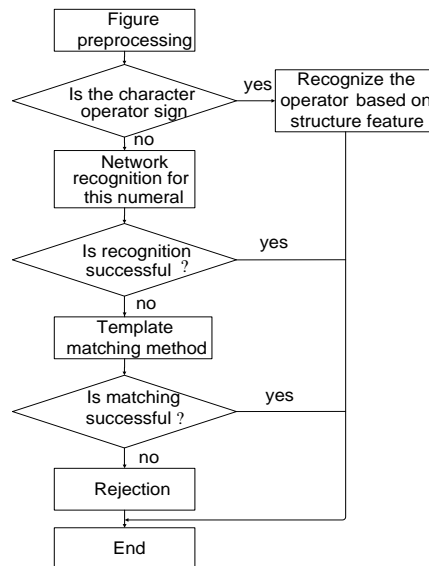 Figure
preprocessing
Is the character
operator sign
yes
Recognize the
operator based on
structure feature
no
Network
recognition for
this numeral
Is recognition
successful ?
yes
no
Template
matching method
Is matching
successful ?
yes
no
Rejection
End